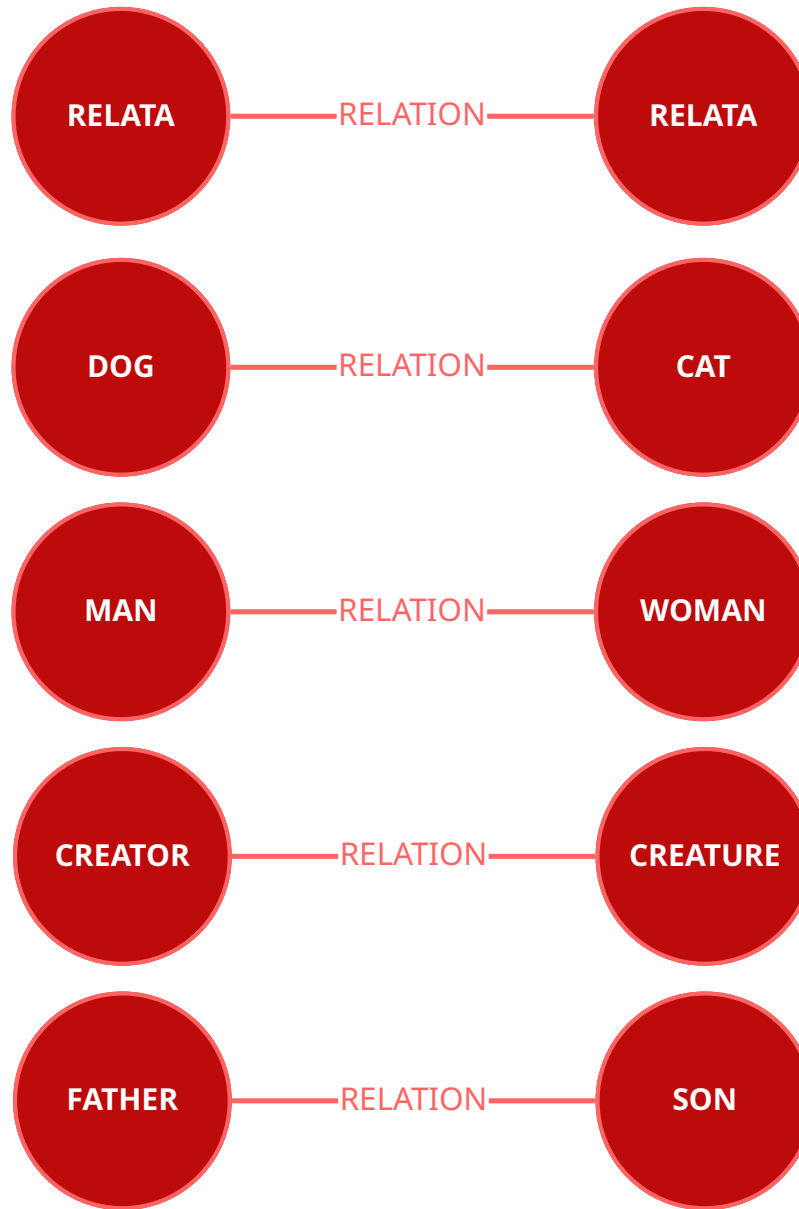 RELATA RELATION RELATA
DOG RELATION CAT
MAN RELATION WOMAN
CREATOR RELATION CREATURE
FATHER RELATION SON